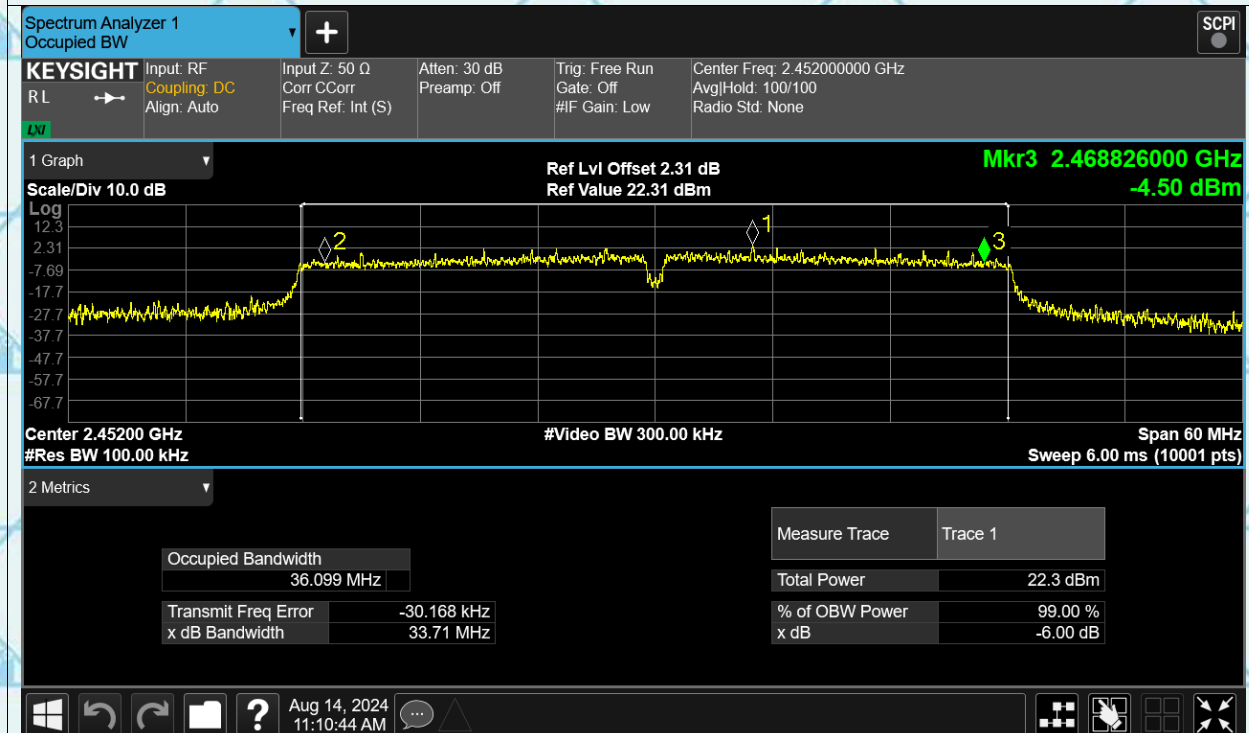 Spectrum Analyzer 1
Occupied BW
SCPI
KEYSIGHT
R L
LXI
Input: RF
Coupling: DC
Align: Auto
Input Z: 50 Ω
Corr CCorr
Freq Ref: Int (S)
Atten: 30 dB
Preamp: Off
Trig: Free Run
Gate: Off
#IF Gain: Low
Center Freq: 2.452000000 GHz
Avg|Hold: 100/100
Radio Std: None
1 Graph
Scale/Div 10.0 dB
Ref Lvl Offset 2.31 dB
Ref Value 22.31 dBm
Mkr3 2.468826000 GHz
-4.50 dBm
Log
12.3
2.31
-7.69
-17.7
-27.7
-37.7
-47.7
-57.7
-67.7
2
1
3
Center 2.45200 GHz
#Video BW 300.00 kHz
Span 60 MHz
#Res BW 100.00 kHz
Sweep 6.00 ms (10001 pts)
2 Metrics
Occupied Bandwidth
36.099 MHz
Transmit Freq Error -30.168 kHz
x dB Bandwidth 33.71 MHz
Measure Trace Trace 1
Total Power 22.3 dBm
% of OBW Power 99.00 %
x dB -6.00 dB
?
Aug 14, 2024
11:10:44 AM